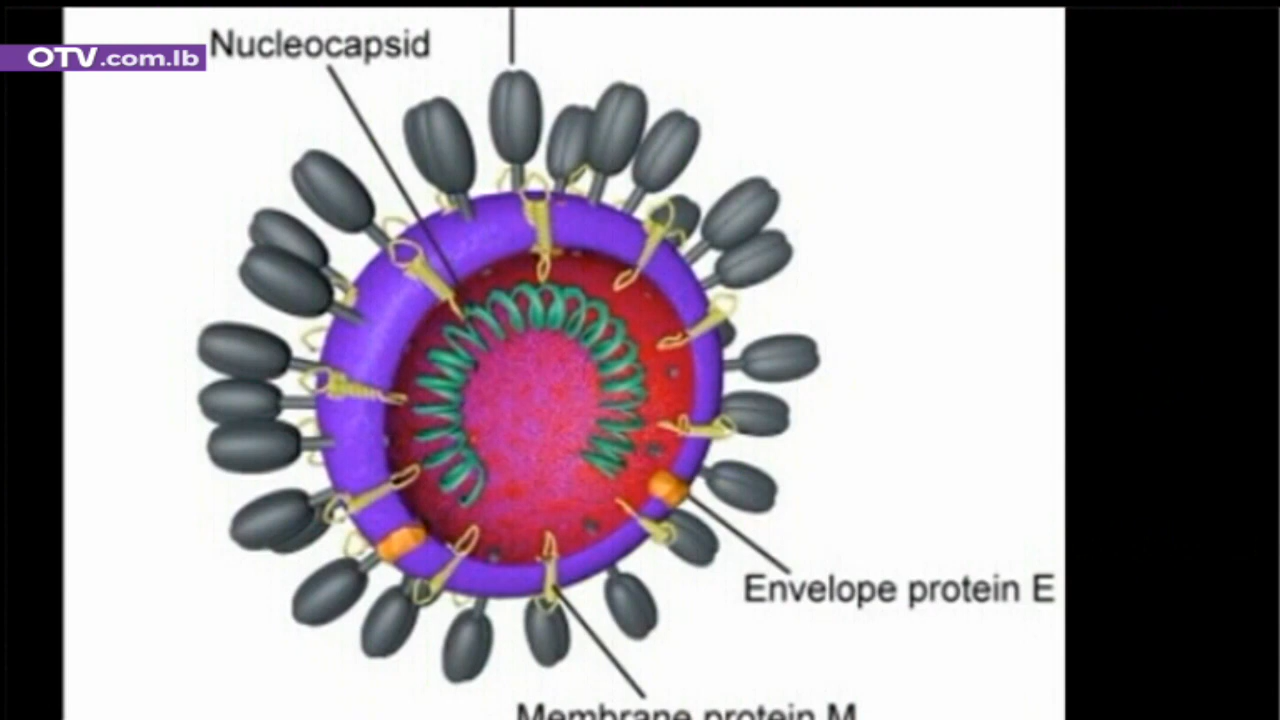 Nucleocapsid
OTV.com.lb
Envelope protein E
Membrane protein M